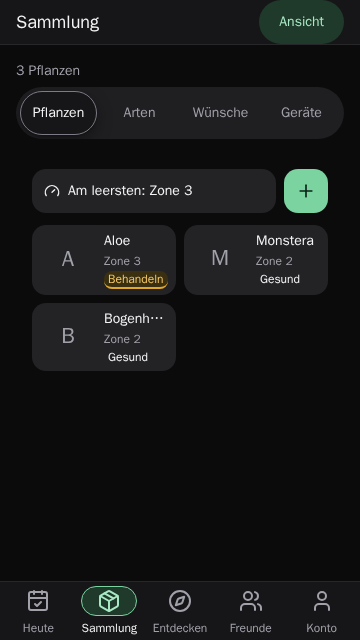 Sammlung
Ansicht
3 Pflanzen
Pflanzen
Arten
Wünsche
Geräte
Am leersten: Zone 3
A
Aloe
Zone 3
Behandeln
M
Monstera
Zone 2
Gesund
B
Bogenh···
Zone 2
Gesund
Heute
Sammlung
Entdecken
Freunde
Konto